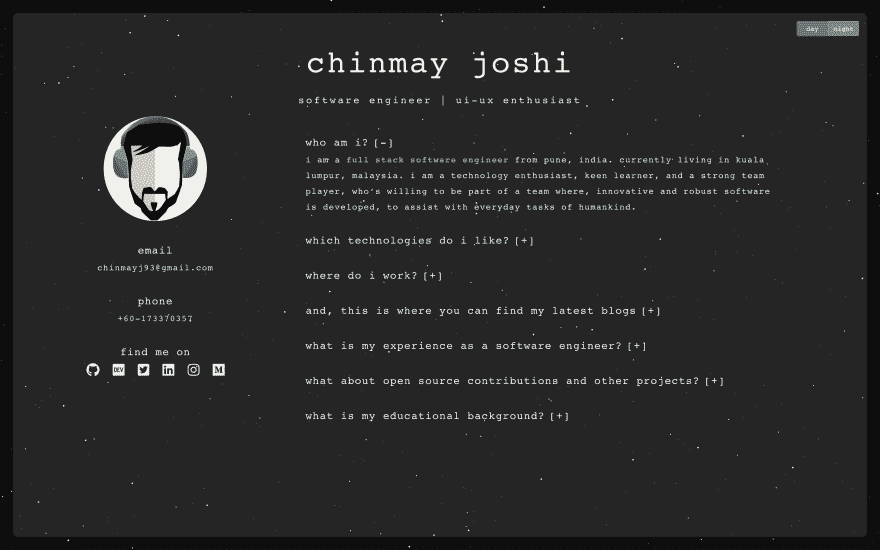 day night
chinmay joshi
software engineer | ui-ux enthusiast
who am i? [-]
i am a full stack software engineer from pune, india. currently living in kuala
lumpur, malaysia. i am a technology enthusiast, keen learner, and a strong team
player, who's willing to be part of a team where, innovative and robust software
is developed, to assist with everyday tasks of humankind.
which technologies do i like? [+]
where do i work? [+]
and, this is where you can find my latest blogs [+]
what is my experience as a software engineer? [+]
what about open source contributions and other projects? [+]
what is my educational background? [+]
email
chinmayj93@gmail.com
phone
+60-173370357
find me on
DEV
M